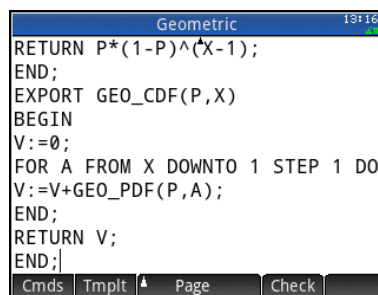 Geometric
13:16
RETURN P*(1-P)^(X-1);
END;
EXPORT GEO_CDF(P,X)
BEGIN
V:=0;
FOR A FROM X DOWNTO 1 STEP 1 DO
V:=V+GEO_PDF(P,A);
END;
RETURN V;
END;
Cmds Tmplt Page Check